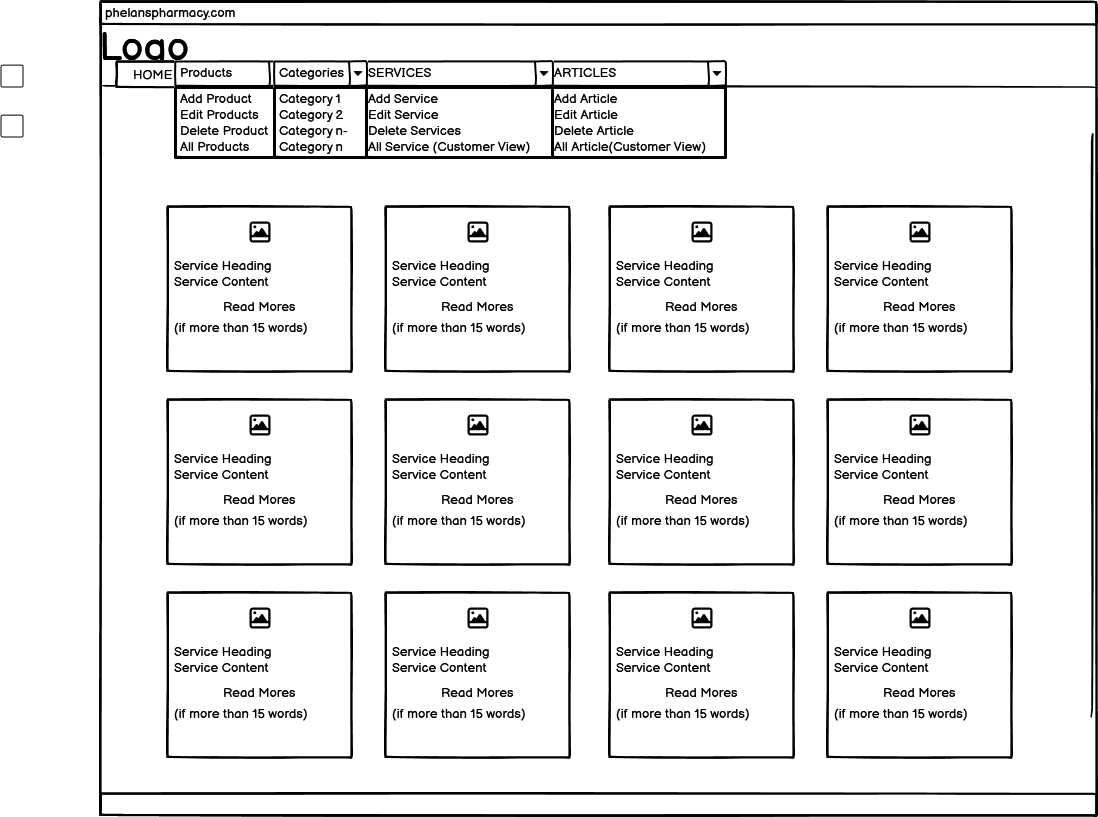 phelanspharmacy.com
Logo
HOME Products Categories SERVICES ARTICLES
Add Product Category 1 Add Service Add Article
Edit Products Category 2 Edit Service Edit Article
Delete Product Category n- Delete Services Delete Article
All Products Category n All Service (Customer View) All Article(Customer View)
Service Heading Service Heading Service Heading Service Heading
Service Content Service Content Service Content Service Content
Read Mores Read Mores Read Mores Read Mores
(if more than 15 words) (if more than 15 words) (if more than 15 words) (if more than 15 words)
Service Heading Service Heading Service Heading Service Heading
Service Content Service Content Service Content Service Content
Read Mores Read Mores Read Mores Read Mores
(if more than 15 words) (if more than 15 words) (if more than 15 words) (if more than 15 words)
Service Heading Service Heading Service Heading Service Heading
Service Content Service Content Service Content Service Content
Read Mores Read Mores Read Mores Read Mores
(if more than 15 words) (if more than 15 words) (if more than 15 words) (if more than 15 words)